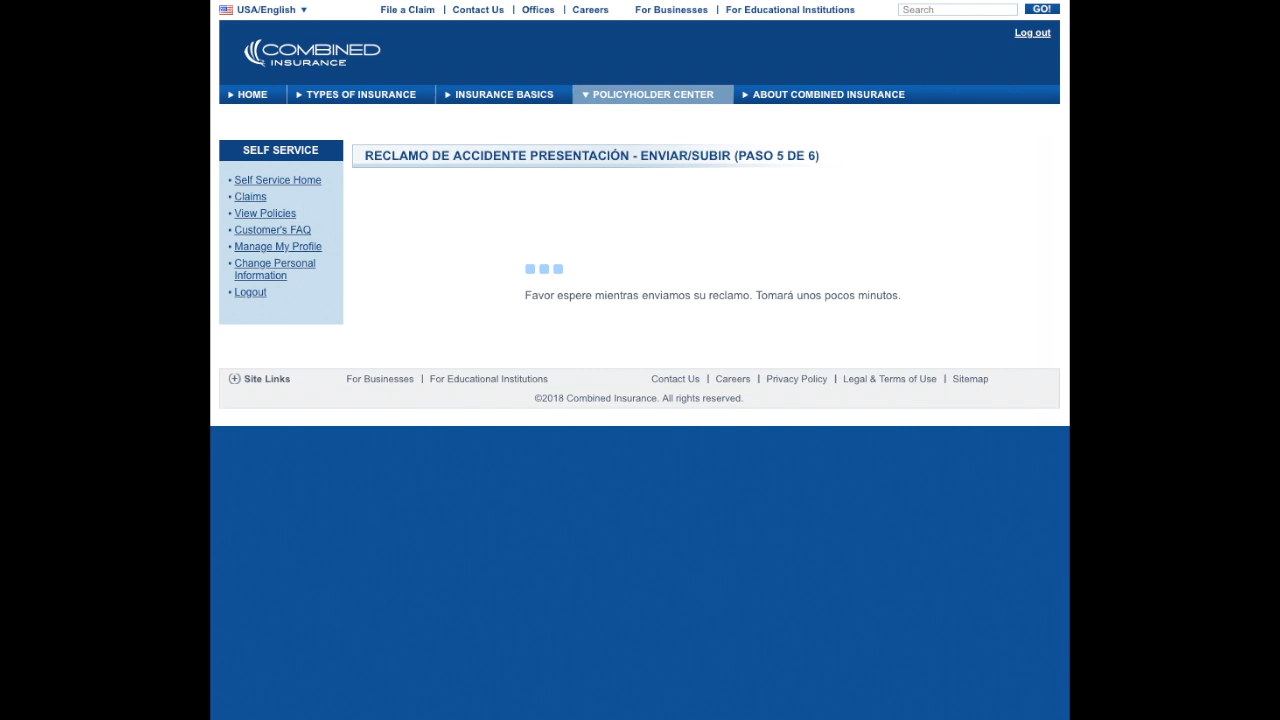 USA/English
File a Claim | Contact Us | Offices | Careers
For Businesses | For Educational Institutions
Search
GO!
Log out
COMBINED
INSURANCE
HOME
TYPES OF INSURANCE
INSURANCE BASICS
POLICYHOLDER CENTER
ABOUT COMBINED INSURANCE
SELF SERVICE
• Self Service Home
• Claims
• View Policies
• Customer's FAQ
• Manage My Profile
• Change Personal
Information
• Logout
RECLAMO DE ACCIDENTE PRESENTACIÓN - ENVIAR/SUBIR (PASO 5 DE 6)
Favor espere mientras enviamos su reclamo. Tomará unos pocos minutos.
Site Links
For Businesses | For Educational Institutions
Contact Us | Careers | Privacy Policy | Legal & Terms of Use | Sitemap
©2018 Combined Insurance. All rights reserved.